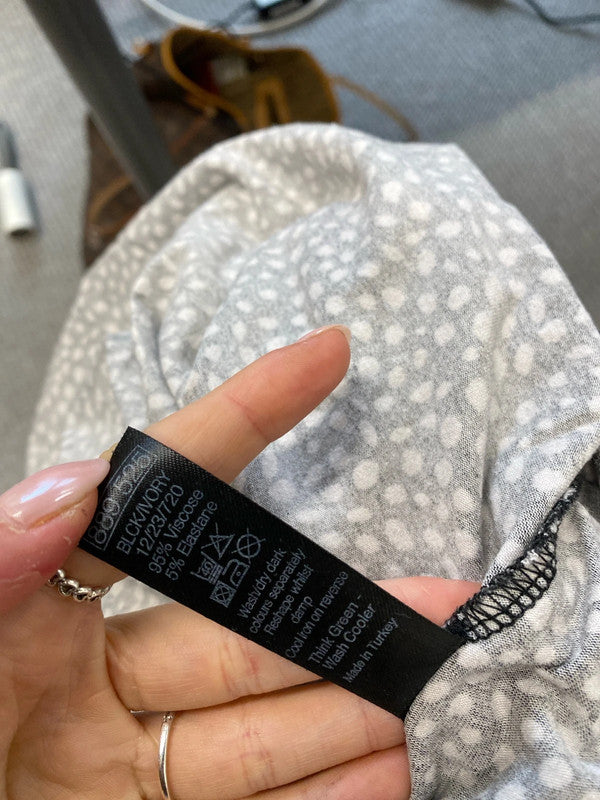 BLCK/IVORY
12/23/720
95% Viscose
5% Elastane
Wash/dry dark
colours separately
Reshape whilst
damp
Cool iron on reverse
Think Green -
Wash Cooler
Made in Turkey